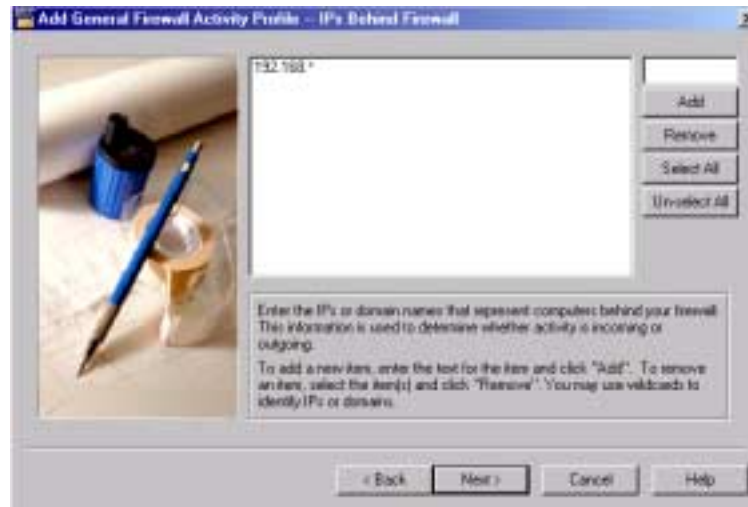 Add General Firewall Activity Profile -- IPs Behind Firewall
192.168.*
Add
Remove
Select All
Un-select All
Enter the IPs or domain names that represent computers behind your firewall.
This information is used to determine whether activity is incoming or
outgoing.
To add a new item, enter the text for the item and click "Add". To remove
an item, select the item(s) and click "Remove". You may use wildcards to
identify IPs or domains.
< Back
Next >
Cancel
Help